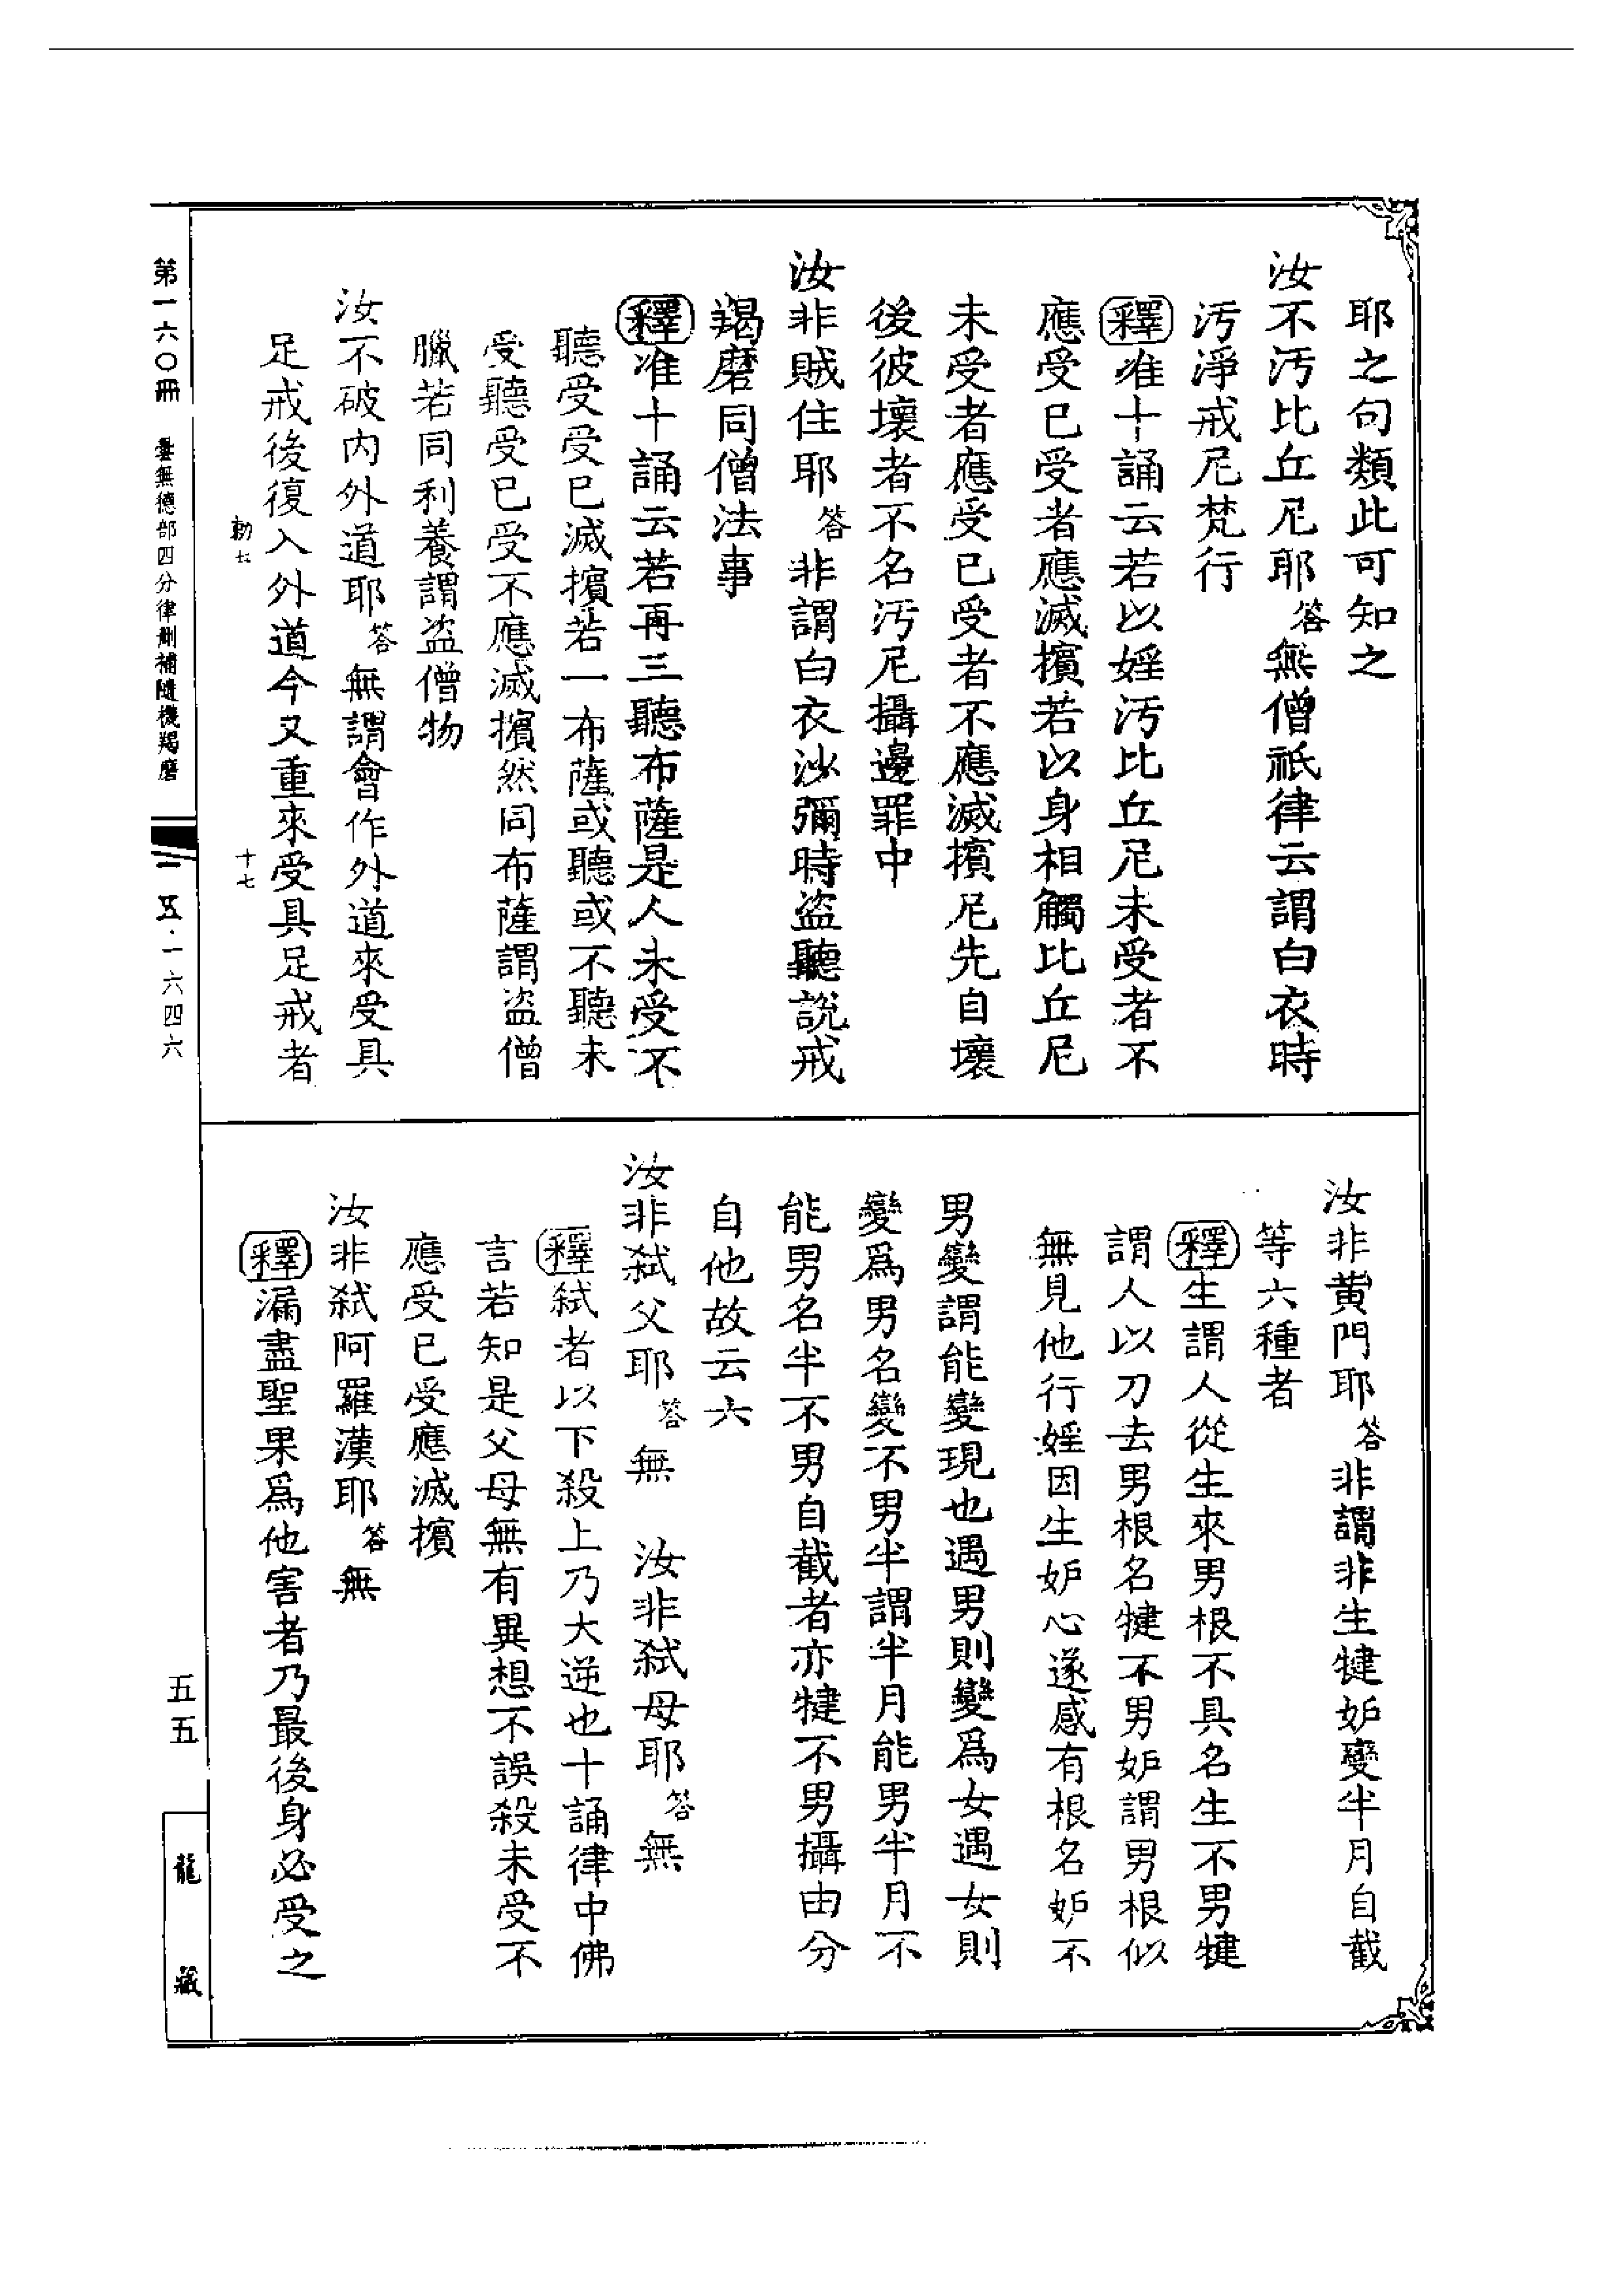 耶之句類此可知之
汝不汚比丘尼耶答無僧祇律云謂白衣時
汚淨戒尼梵行
釋准十誦云若以婬汚比丘尼未受者不
應受已受者應滅擯若以身相觸比丘尼
未受者應受已受者不應滅擯尼先自壞
後彼壞者不名汚尼攝邊罪中
汝非賊住耶答非謂白衣沙彌時盜聽說戒
羯磨同僧法事
釋准十誦云若再三聽布薩是人未受不
聽受受已滅擯若一布薩或聽或不聽未
受聽受已受不應滅擯然同布薩謂盜僧
臘若同利養謂盜僧物
汝不破內外道耶答無謂曾作外道來受具
足戒後復入外道今又重來受具足戒者
勅七
十七
汝非黃門耶答非謂非生犍妒變半月自截
等六種者
釋生謂人從生來男根不具名生不男犍
謂人以刀去男根名犍不男妒謂男根似
無見他行婬因生妒心遂感有根名妒不
男變謂能變現也遇男則變爲女遇女則
變爲男名變不男半謂半月能男半月不
能男名半不男自截者亦犍不男攝由分
自他故云六
汝非弒父耶答無 汝非弒母耶答無
釋弒者以下殺上乃大逆也十誦律中佛
言若知是父母無有異想不誤殺未受不
應受已受應滅擯
汝非弒阿羅漢耶答無
釋漏盡聖果爲他害者乃最後身必受之
第一六〇冊 曇無德部四分律刪補隨機羯磨
一五·一六四六
五五
龍藏